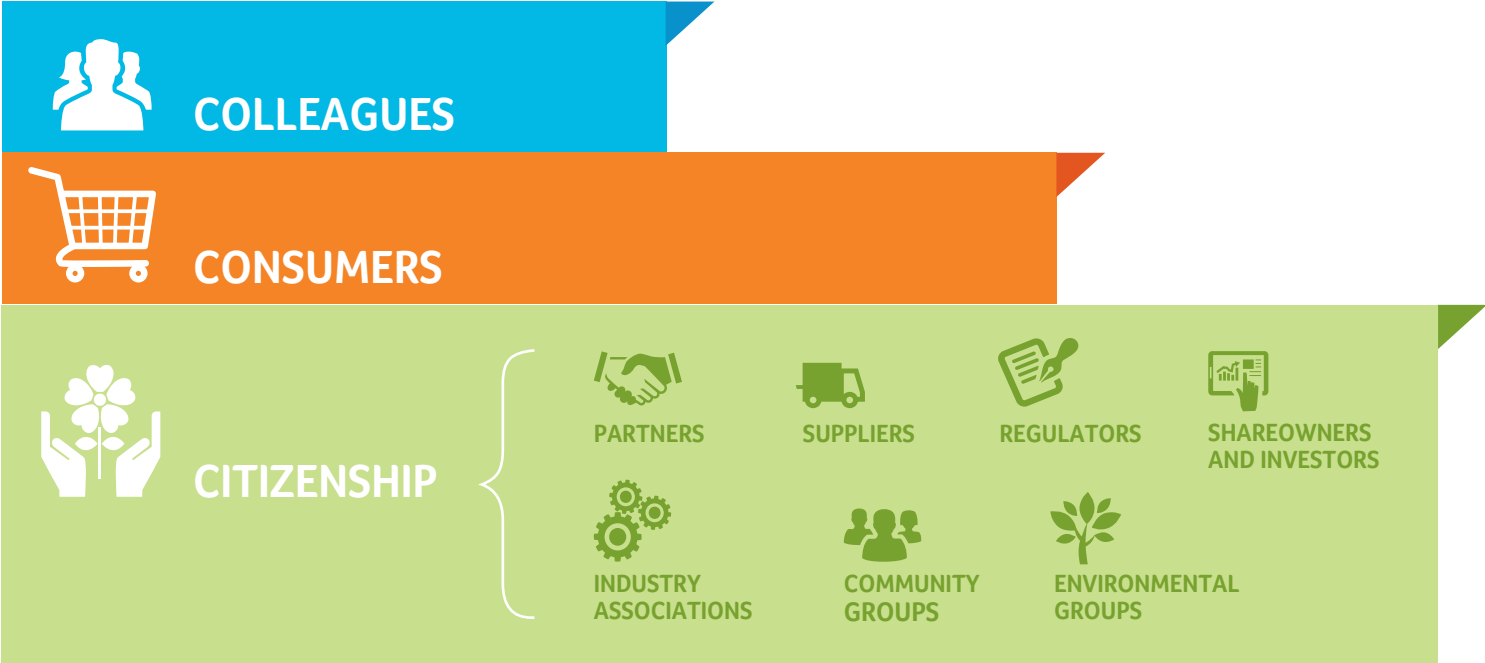 COLLEAGUES
CONSUMERS
CITIZENSHIP
PARTNERS
SUPPLIERS
REGULATORS
SHAREOWNERS
AND INVESTORS
INDUSTRY
ASSOCIATIONS
COMMUNITY
GROUPS
ENVIRONMENTAL
GROUPS